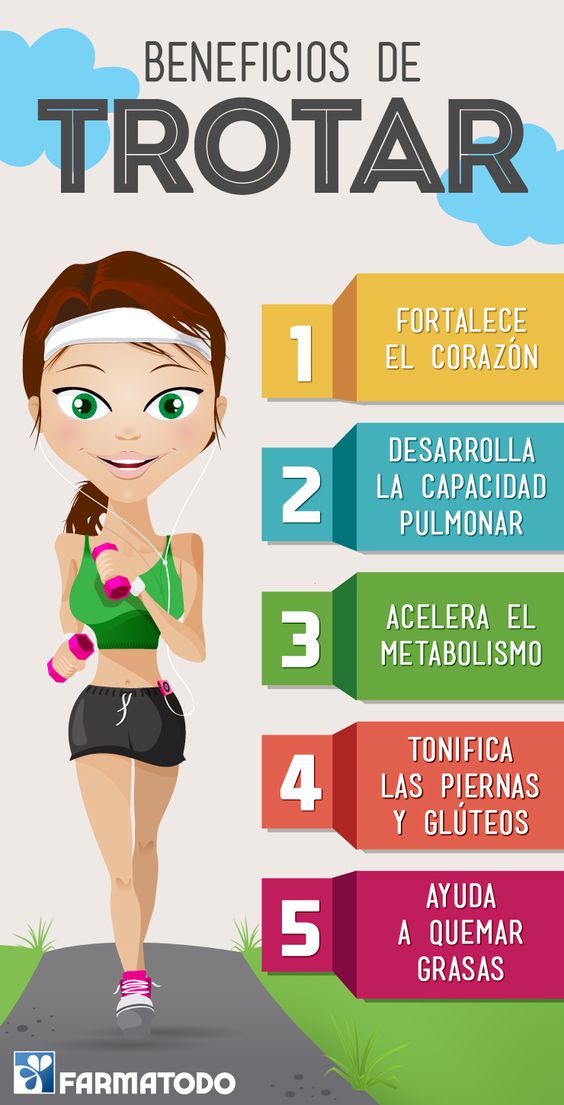 BENEFICIOS DE
TROTAR
1
FORTALECE
EL CORAZÓN
2
DESARROLLA
LA CAPACIDAD
PULMONAR
3
ACELERA EL
METABOLISMO
4
TONIFICA
LAS PIERNAS
Y GLÚTEOS
5
AYUDA
A QUEMAR
GRASAS
FARMATODO